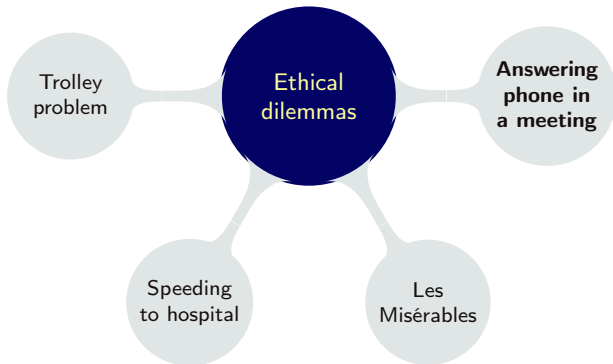 Ethical
dilemmas
Trolley
problem
Speeding
to hospital
Les
Misérables
Answering
phone in
a meeting